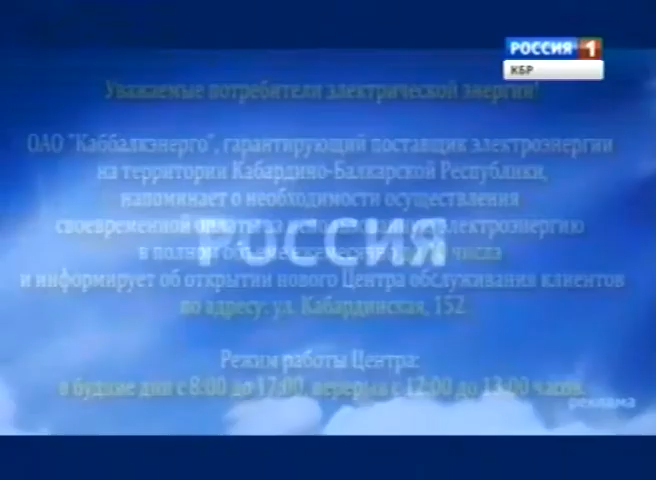 РОССИЯ 1
КБР
Уважаемые потребители электрической энергии!
ОАО "Каббалкэнерго", гарантирующий поставщик электроэнергии
на территории Кабардино-Балкарской Республики,
напоминает о необходимости осуществления
своевременной оплаты за электроэнергию
РОССИЯ
в полном числа
и информирует об открытии нового Центра обслуживания клиентов
по адресу: ул. Кабардинская, 152.
Режим работы Центра:
в будние дни с 8:00 до 17:00, перерыв с 12:00 до 13:00 часов.
реклама